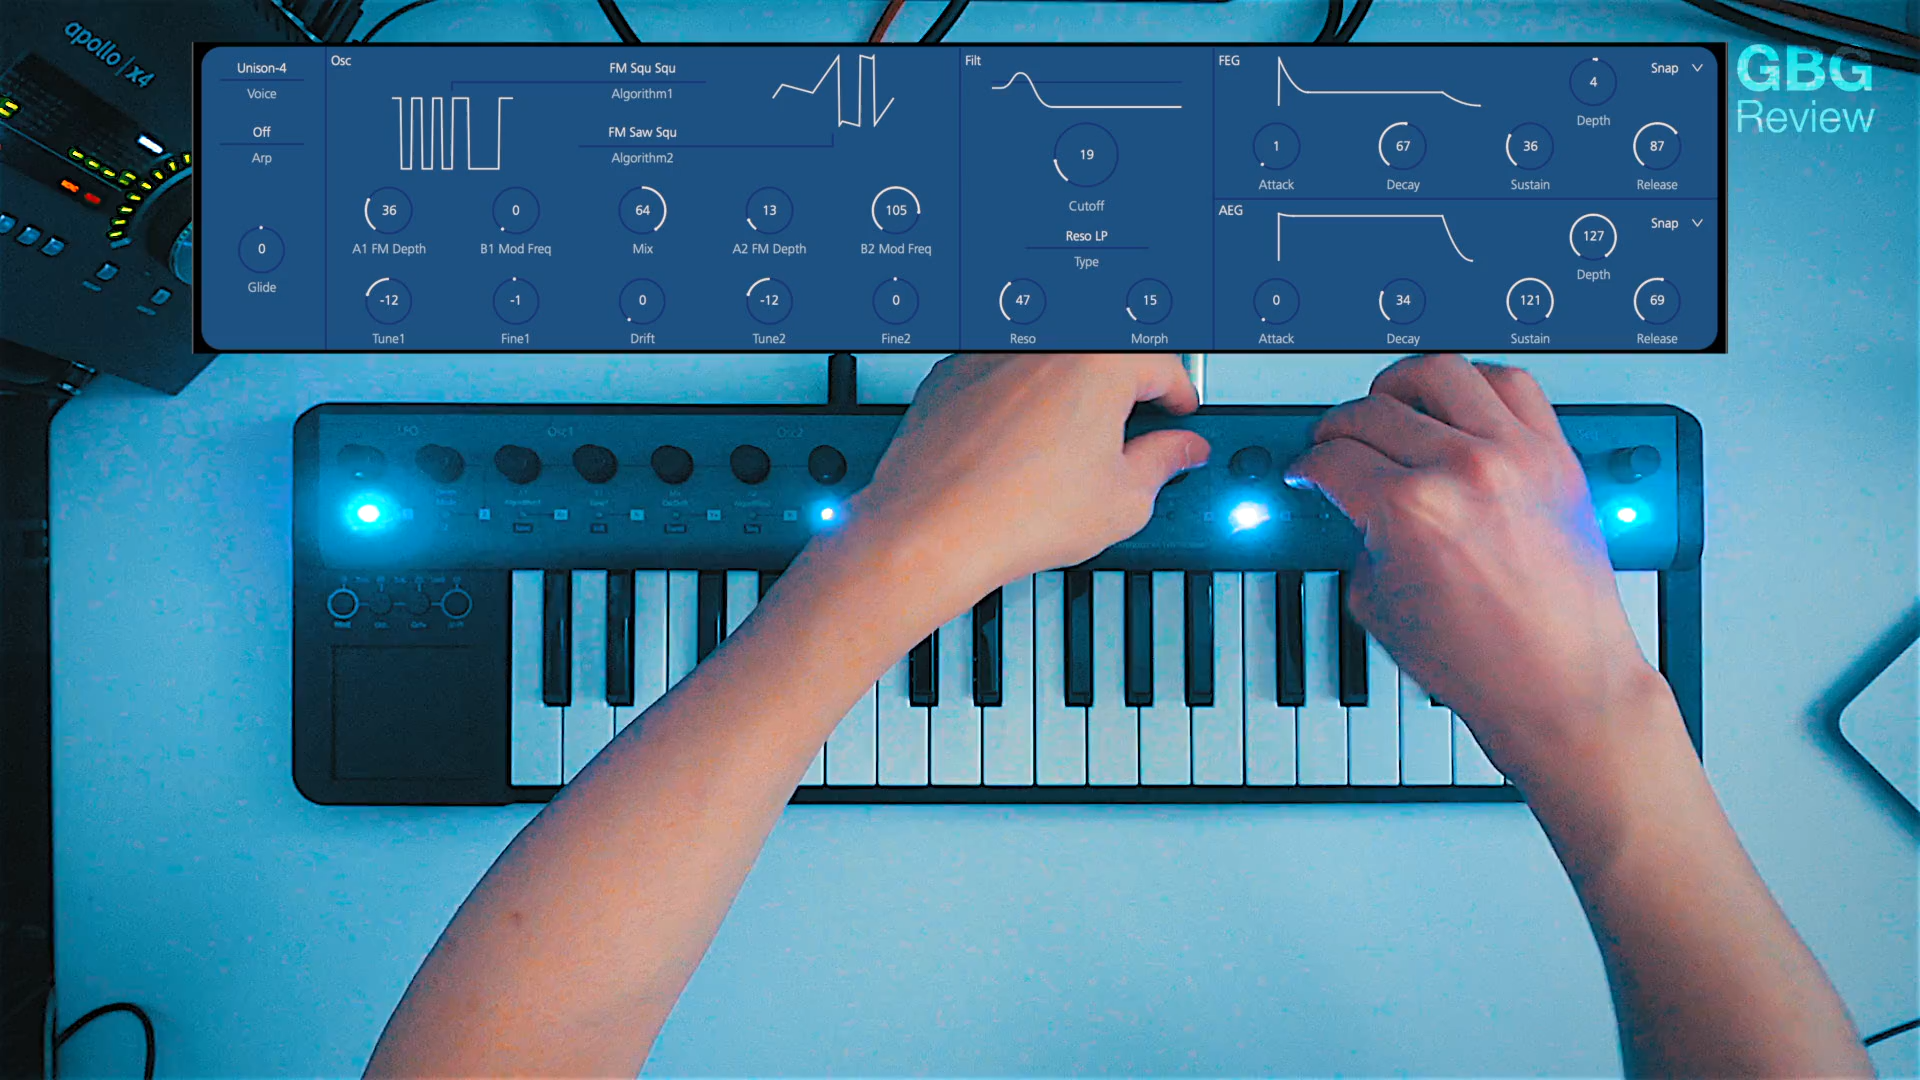 apollo | x4
GBG
Review
Unison-4
Voice
Off
Arp
0
Glide
Osc
FM Squ Squ
Algorithm1
FM Saw Squ
Algorithm2
36
0
64
13
105
A1 FM Depth
B1 Mod Freq
Mix
A2 FM Depth
B2 Mod Freq
-12
-1
0
-12
0
Tune1
Fine1
Drift
Tune2
Fine2
Filt
19
Cutoff
Reso LP
Type
47
15
Reso
Morph
FEG
4
Depth
Snap
1
67
36
87
Attack
Decay
Sustain
Release
AEG
127
Depth
Snap
0
34
121
69
Attack
Decay
Sustain
Release
LFO
Osc1
Osc2